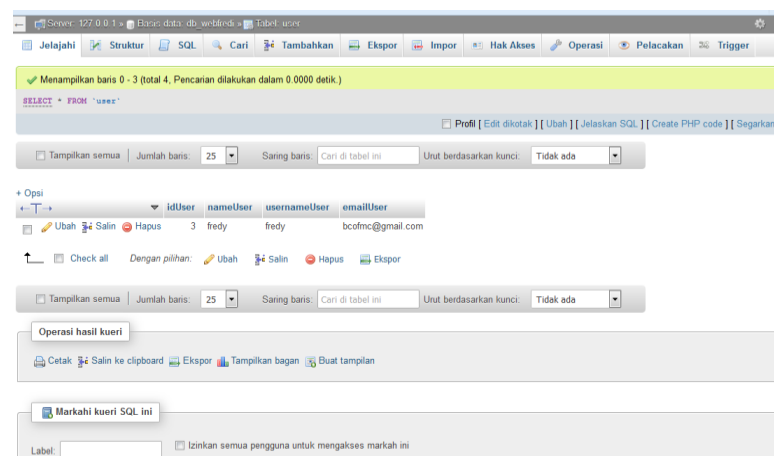 Server: 127.0.0.1 » Basis data: db_webfredi » Tabel: user
Jelajahi Struktur SQL Cari Tambahkan Ekspor Impor Hak Akses Operasi Pelacakan Trigger
Menampilkan baris 0 - 3 (total 4, Pencarian dilakukan dalam 0.0000 detik.)
SELECT * FROM `user`
Profil [ Edit dikotak ] [ Ubah ] [ Jelaskan SQL ] [ Create PHP code ] [ Segarkan
Tampilkan semua | Jumlah baris: 25 Saring baris: Cari di tabel ini Urut berdasarkan kunci: Tidak ada
+ Opsi
←T→ idUser nameUser usernameUser emailUser
Ubah Salin Hapus 3 fredy fredy bcofmc@gmail.com
Check all Dengan pilihan: Ubah Salin Hapus Ekspor
Tampilkan semua | Jumlah baris: 25 Saring baris: Cari di tabel ini Urut berdasarkan kunci: Tidak ada
Operasi hasil kueri
Cetak Salin ke clipboard Ekspor Tampilkan bagan Buat tampilan
Markahi kueri SQL ini
Label: Izinkan semua pengguna untuk mengakses markah ini